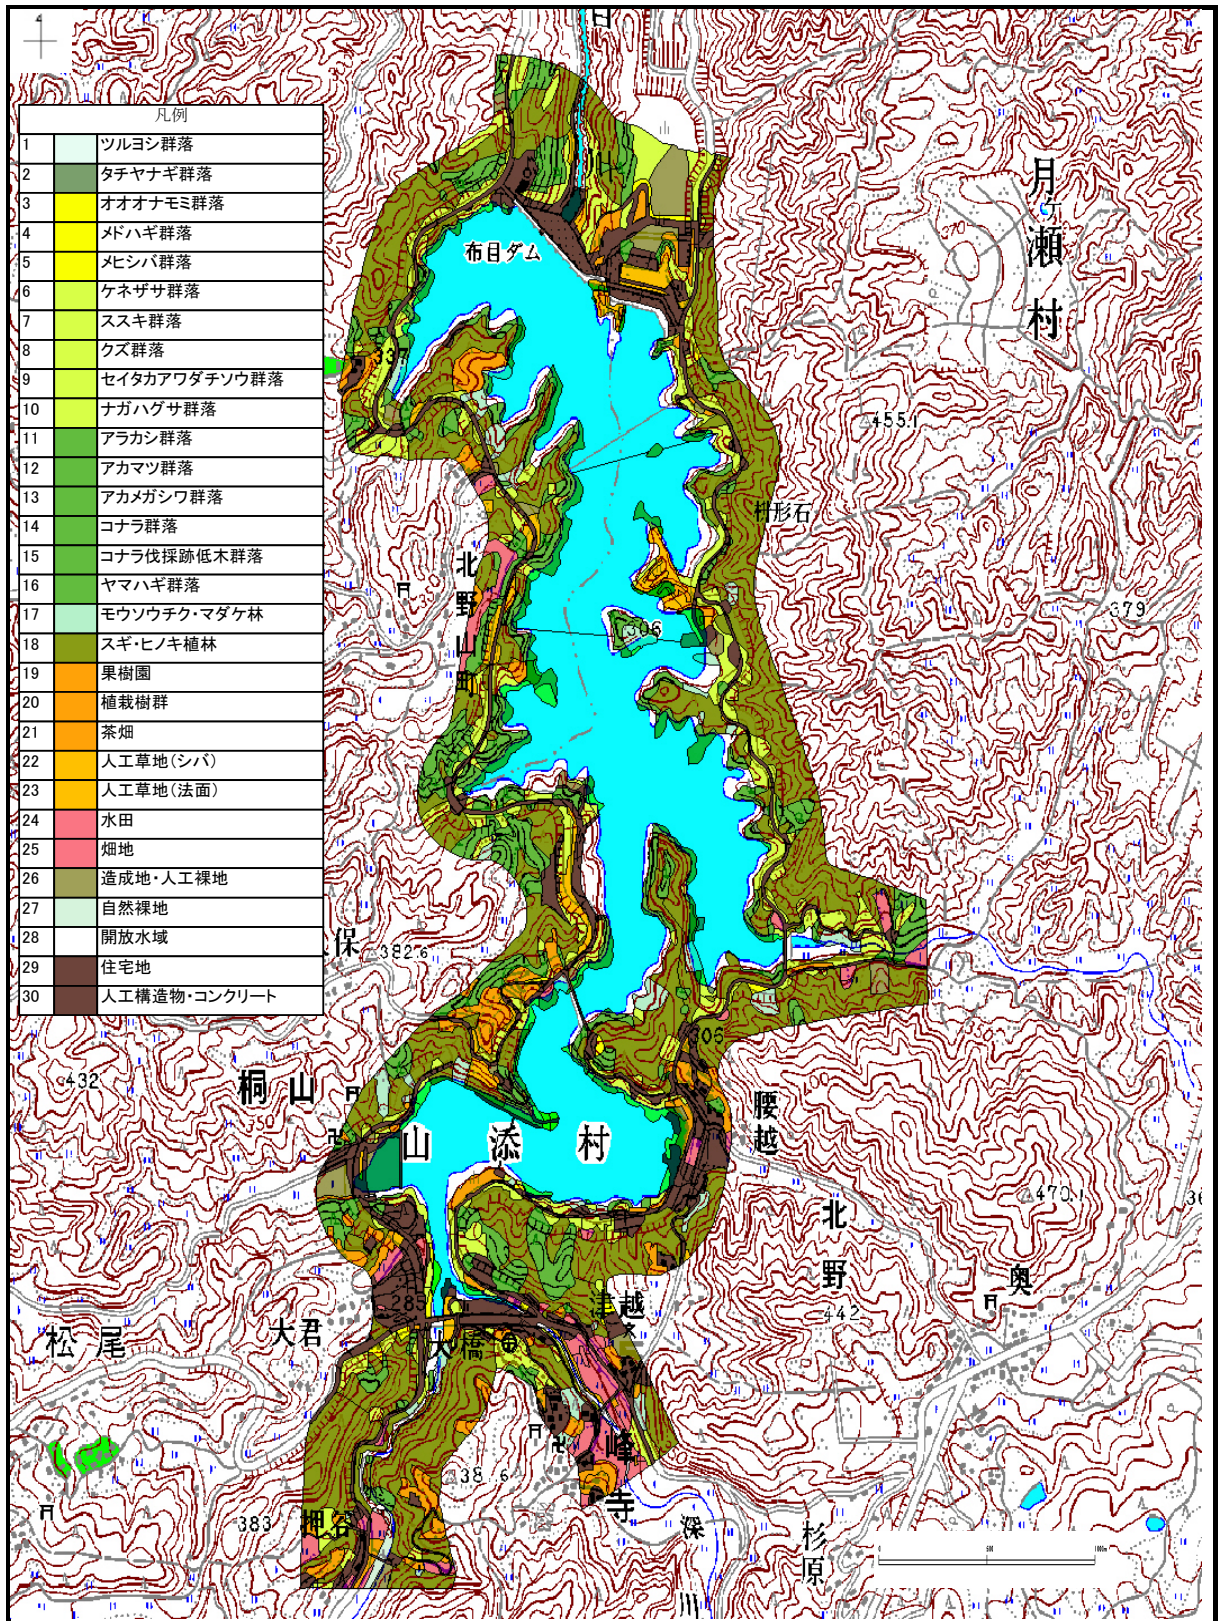 4
凡例
1 ツルヨシ群落
2 タチヤナギ群落
3 オオオナモミ群落
4 メドハギ群落
5 メヒシバ群落
6 ケネザサ群落
7 ススキ群落
8 クズ群落
9 セイタカアワダチソウ群落
10 ナガハグサ群落
11 アラカシ群落
12 アカマツ群落
13 アカメガシワ群落
14 コナラ群落
15 コナラ伐採跡低木群落
16 ヤマハギ群落
17 モウソウチク・マダケ林
18 スギ・ヒノキ植林
19 果樹園
20 植栽樹群
21 茶畑
22 人工草地(シバ)
23 人工草地(法面)
24 水田
25 畑地
26 造成地・人工裸地
27 自然裸地
28 開放水域
29 住宅地
30 人工構造物・コンクリート
川
布目ダム
月ヶ瀬村
270
337
455.1
枡形石
北野山町
379
306
保
382.6
306
432
桐山
350
腰越
山添村
470.1
北野
奥
442
285
津越
松尾
大君
大橋
峰寺
383
押谷
深
川
杉原
500
1000m